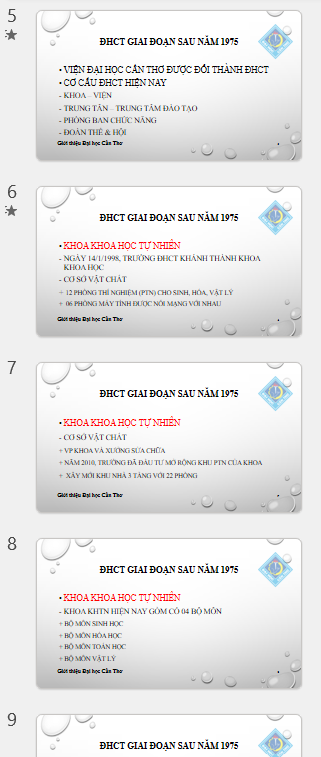 5
ĐHCT GIAI ĐOẠN SAU NĂM 1975
• VIỆN ĐẠI HỌC CẦN THƠ ĐƯỢC ĐỔI THÀNH ĐHCT
• CƠ CẤU ĐHCT HIỆN NAY
- KHOA – VIỆN
- TRUNG TÂN – TRUNG TÂM ĐÀO TẠO
- PHÒNG BAN CHỨC NĂNG
- ĐOÀN THỂ & HỘI
Giới thiệu Đại học Cần Thơ
6
ĐHCT GIAI ĐOẠN SAU NĂM 1975
• KHOA KHOA HỌC TỰ NHIÊN
- NGÀY 14/1/1998, TRƯỜNG ĐHCT KHÁNH THÀNH KHOA
KHOA HỌC
- CƠ SỞ VẬT CHẤT
+ 12 PHÒNG THÍ NGHIỆM (PTN) CHO SINH, HÓA, VẬT LÝ
+ 06 PHÒNG MÁY TÍNH ĐƯỢC NỐI MẠNG VỚI NHAU
Giới thiệu Đại học Cần Thơ
7
ĐHCT GIAI ĐOẠN SAU NĂM 1975
• KHOA KHOA HỌC TỰ NHIÊN
- CƠ SỞ VẬT CHẤT
+ VP KHOA VÀ XƯỞNG SỬA CHỮA
+ NĂM 2010, TRƯỜNG ĐÃ ĐẦU TƯ MỞ RỘNG KHU PTN CỦA KHOA
+ XÂY MỚI KHU NHÀ 3 TẦNG VỚI 22 PHÒNG
Giới thiệu Đại học Cần Thơ
8
ĐHCT GIAI ĐOẠN SAU NĂM 1975
• KHOA KHOA HỌC TỰ NHIÊN
- KHOA KHTN HIỆN NAY GỒM CÓ 04 BỘ MÔN
+ BỘ MÔN SINH HỌC
+ BỘ MÔN HÓA HỌC
+ BỘ MÔN TOÁN HỌC
+ BỘ MÔN VẬT LÝ
Giới thiệu Đại học Cần Thơ
9
ĐHCT GIAI ĐOẠN SAU NĂM 1975